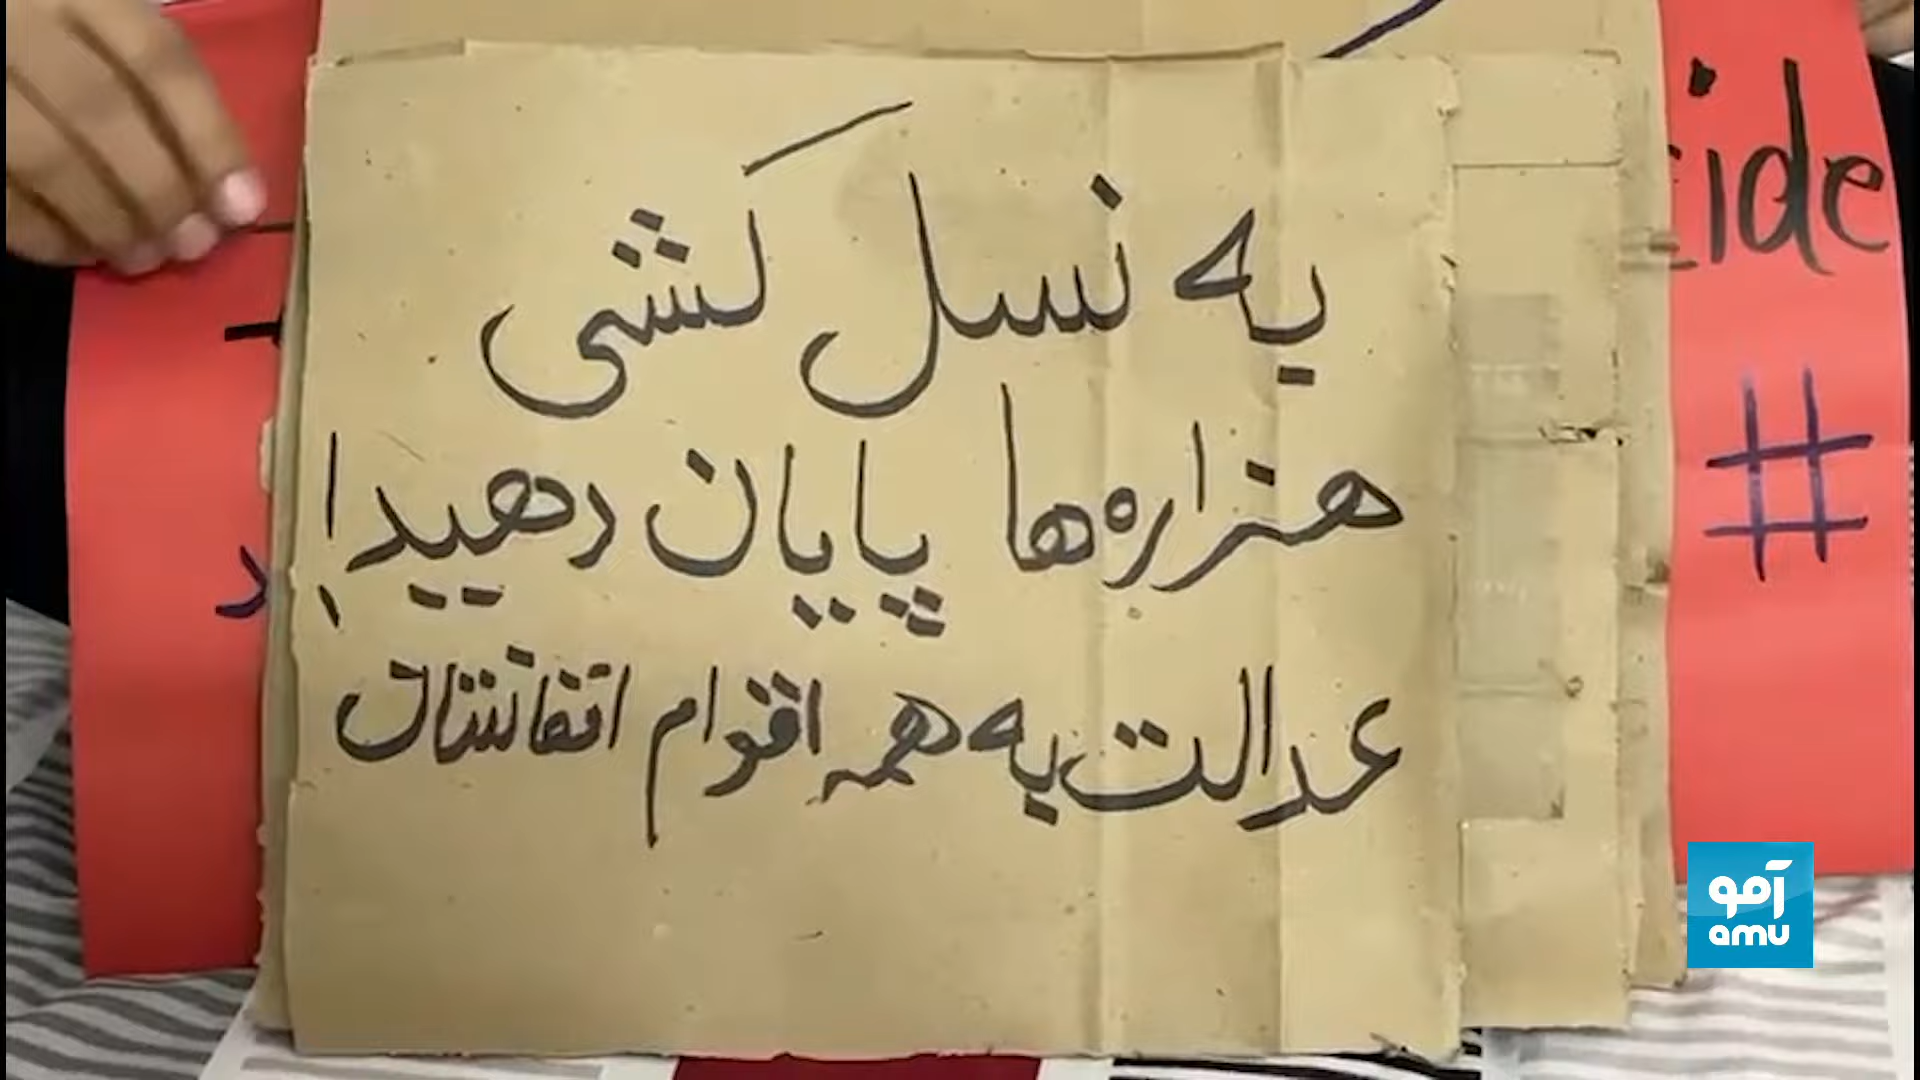 به نسل کشی
هزاره‌ها پایان دهید!
عدالت به همه اقوام افغانستان
ide
#
آمو
amu